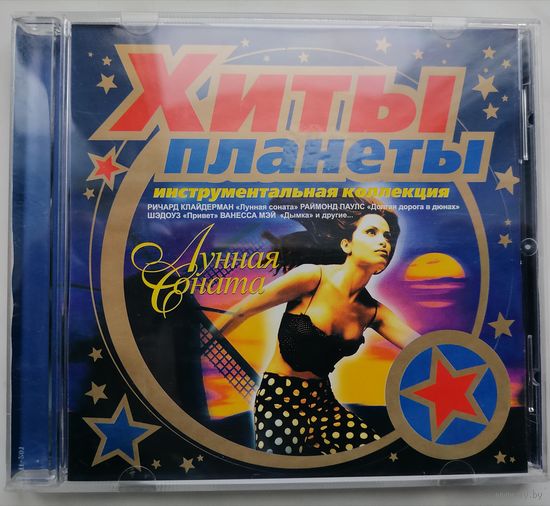 Хиты
планеты
инструментальная коллекция
РИЧАРД КЛАЙДЕРМАН «Лунная соната» РАЙМОНД ПАУЛС «Долгая дорога в дюнах»
ШЭДОУЗ «Привет» ВАНЕССА МЭЙ «Дымка» и другие...
Лунная
Соната